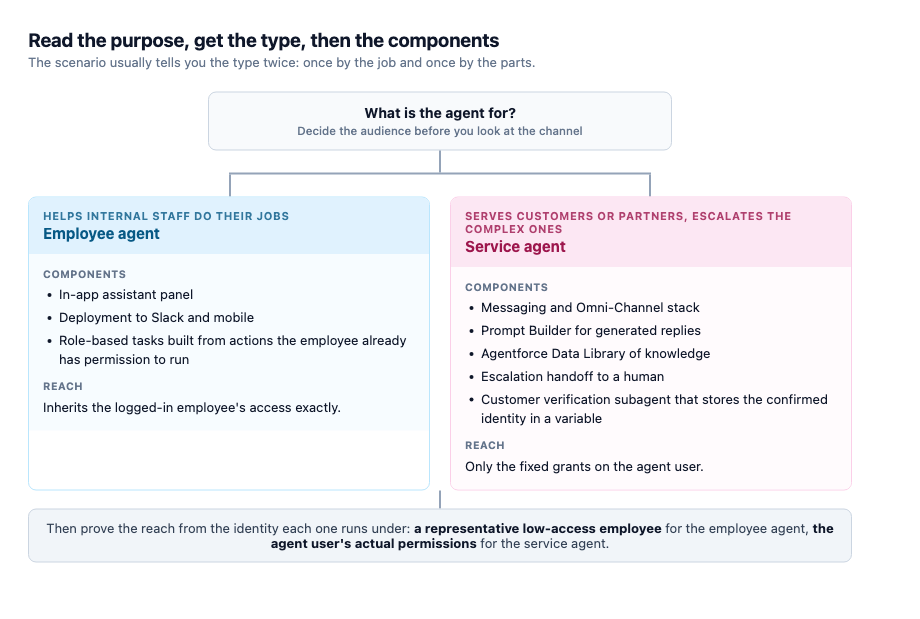 Read the purpose, get the type, then the components
The scenario usually tells you the type twice: once by the job and once by the parts.
What is the agent for?
Decide the audience before you look at the channel
HELPS INTERNAL STAFF DO THEIR JOBS
Employee agent
COMPONENTS
• In-app assistant panel
• Deployment to Slack and mobile
• Role-based tasks built from actions the employee already
has permission to run
REACH
Inherits the logged-in employee's access exactly.
SERVES CUSTOMERS OR PARTNERS, ESCALATES THE
COMPLEX ONES
Service agent
COMPONENTS
• Messaging and Omni-Channel stack
• Prompt Builder for generated replies
• Agentforce Data Library of knowledge
• Escalation handoff to a human
• Customer verification subagent that stores the confirmed
identity in a variable
REACH
Only the fixed grants on the agent user.
Then prove the reach from the identity each one runs under: a representative low-access employee for the employee agent, the
agent user's actual permissions for the service agent.